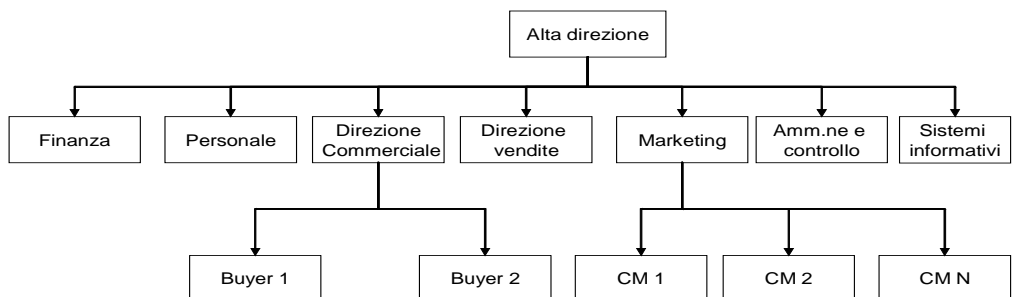 Alta direzione
Finanza
Personale
Direzione
Commerciale
Direzione
vendite
Marketing
Amm.ne e
controllo
Sistemi
informativi
Buyer 1
Buyer 2
CM 1
CM 2
CM N